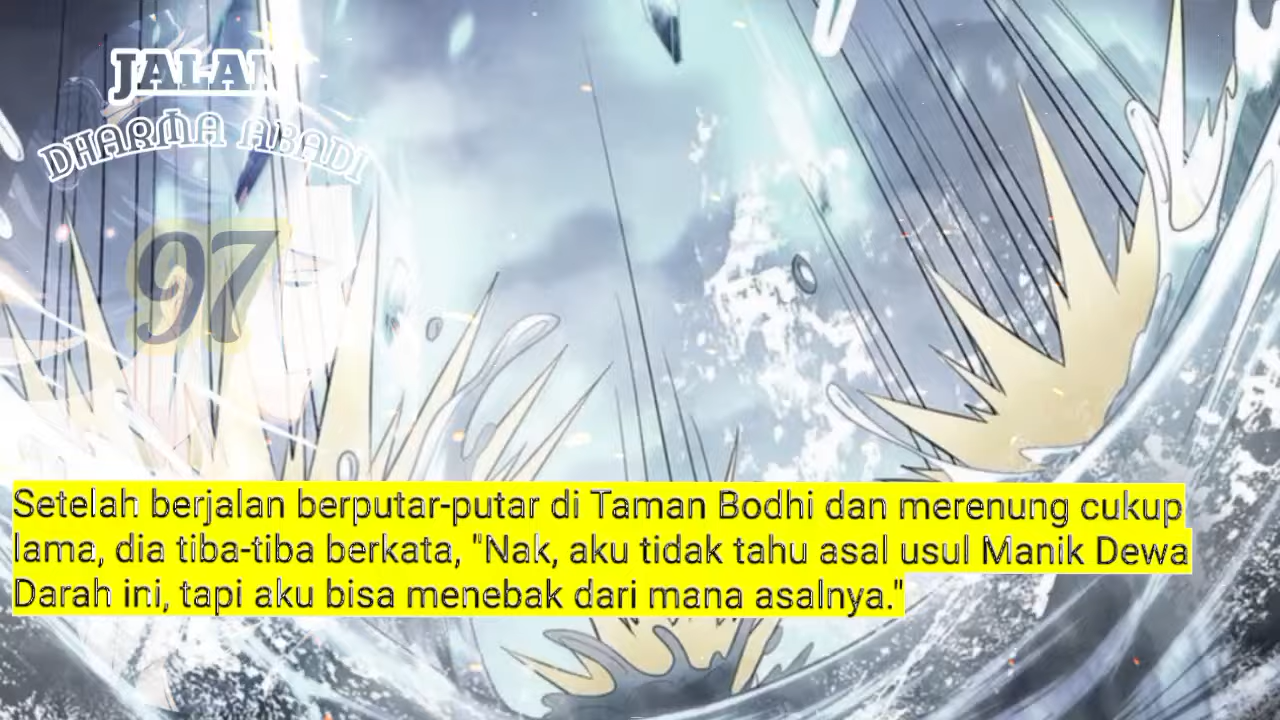 JALAN
DHARMA ABADI
97
Setelah berjalan berputar-putar di Taman Bodhi dan merenung cukup
lama, dia tiba-tiba berkata, "Nak, aku tidak tahu asal usul Manik Dewa
Darah ini, tapi aku bisa menebak dari mana asalnya."